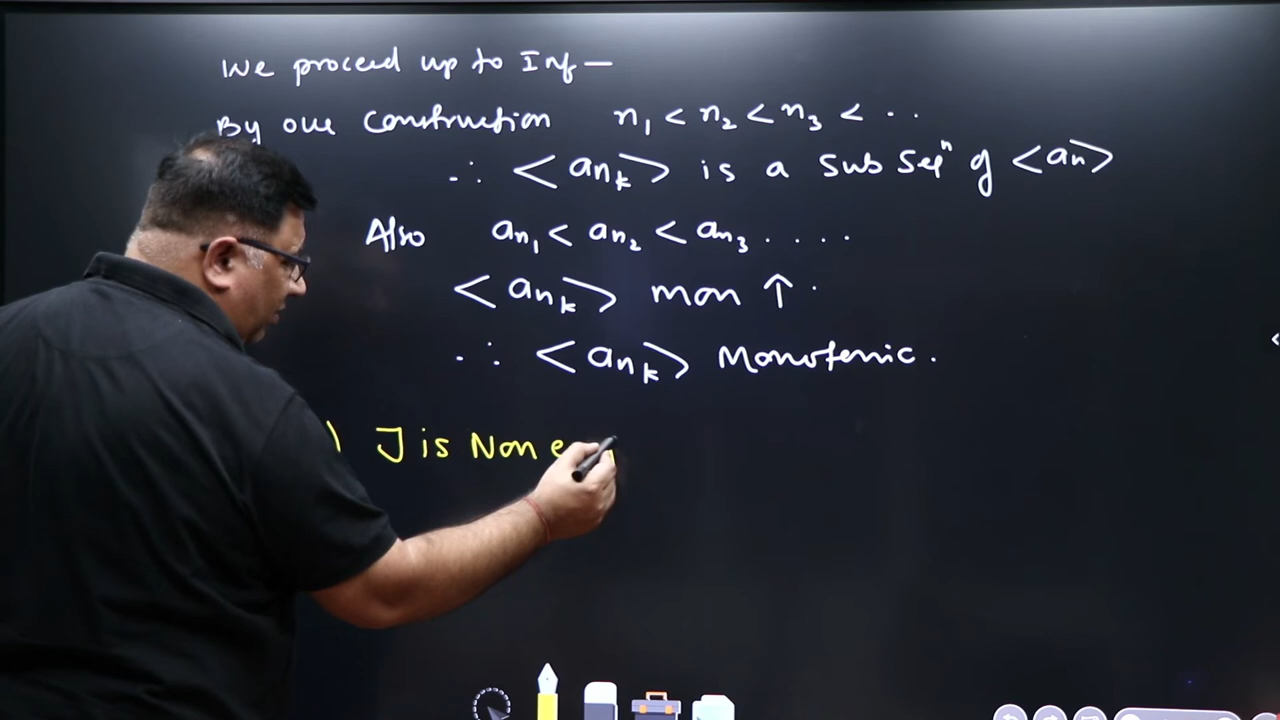 We proceed up to Inf —
By our Construction n₁ < n₂ < n₃ < ..
∴ <aₙₖ> is a Sub Seqⁿ of <aₙ>
Also aₙ₁ < aₙ₂ < aₙ₃ ....
<aₙₖ> mon ↑.
∴ <aₙₖ> Monotonic.
) J is Non